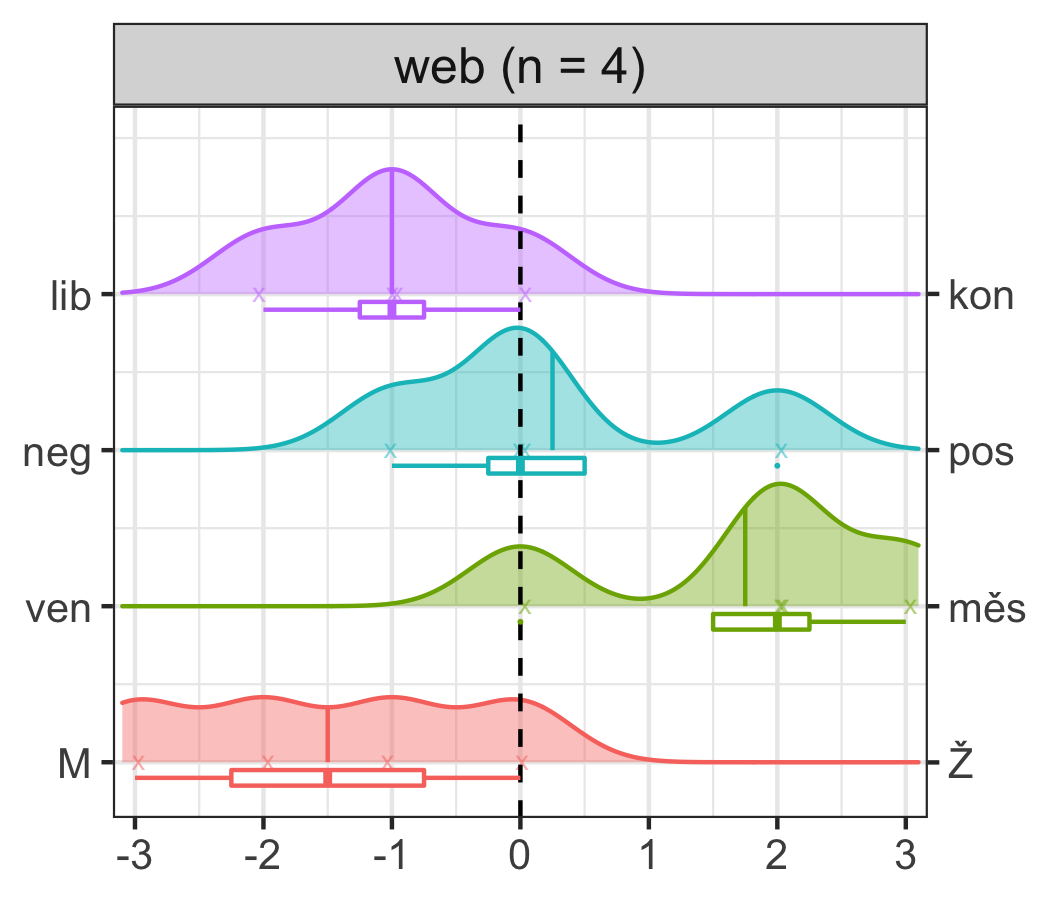 web (n = 4)
lib kon
neg pos
ven měs
M Ž
-3 -2 -1 0 1 2 3